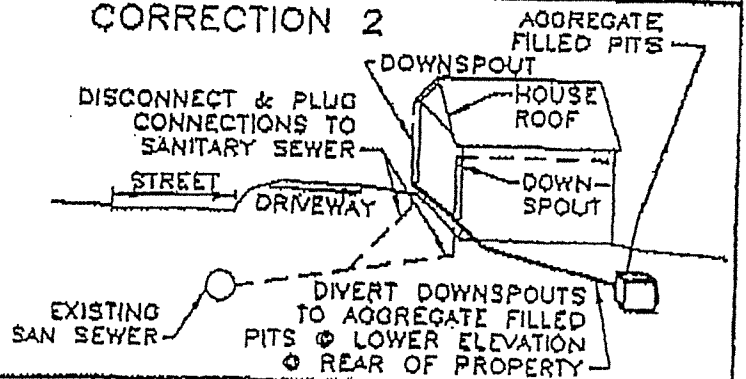 CORRECTION 2
AGGREGATE
FILLED PITS
DOWNSPOUT
HOUSE
ROOF
DISCONNECT & PLUG
CONNECTIONS TO
SANITARY SEWER
STREET
DRIVEWAY
DOWN-
SPOUT
EXISTING
SAN SEWER
DIVERT DOWNSPOUTS
TO AGGREGATE FILLED
PITS @ LOWER ELEVATION
@ REAR OF PROPERTY